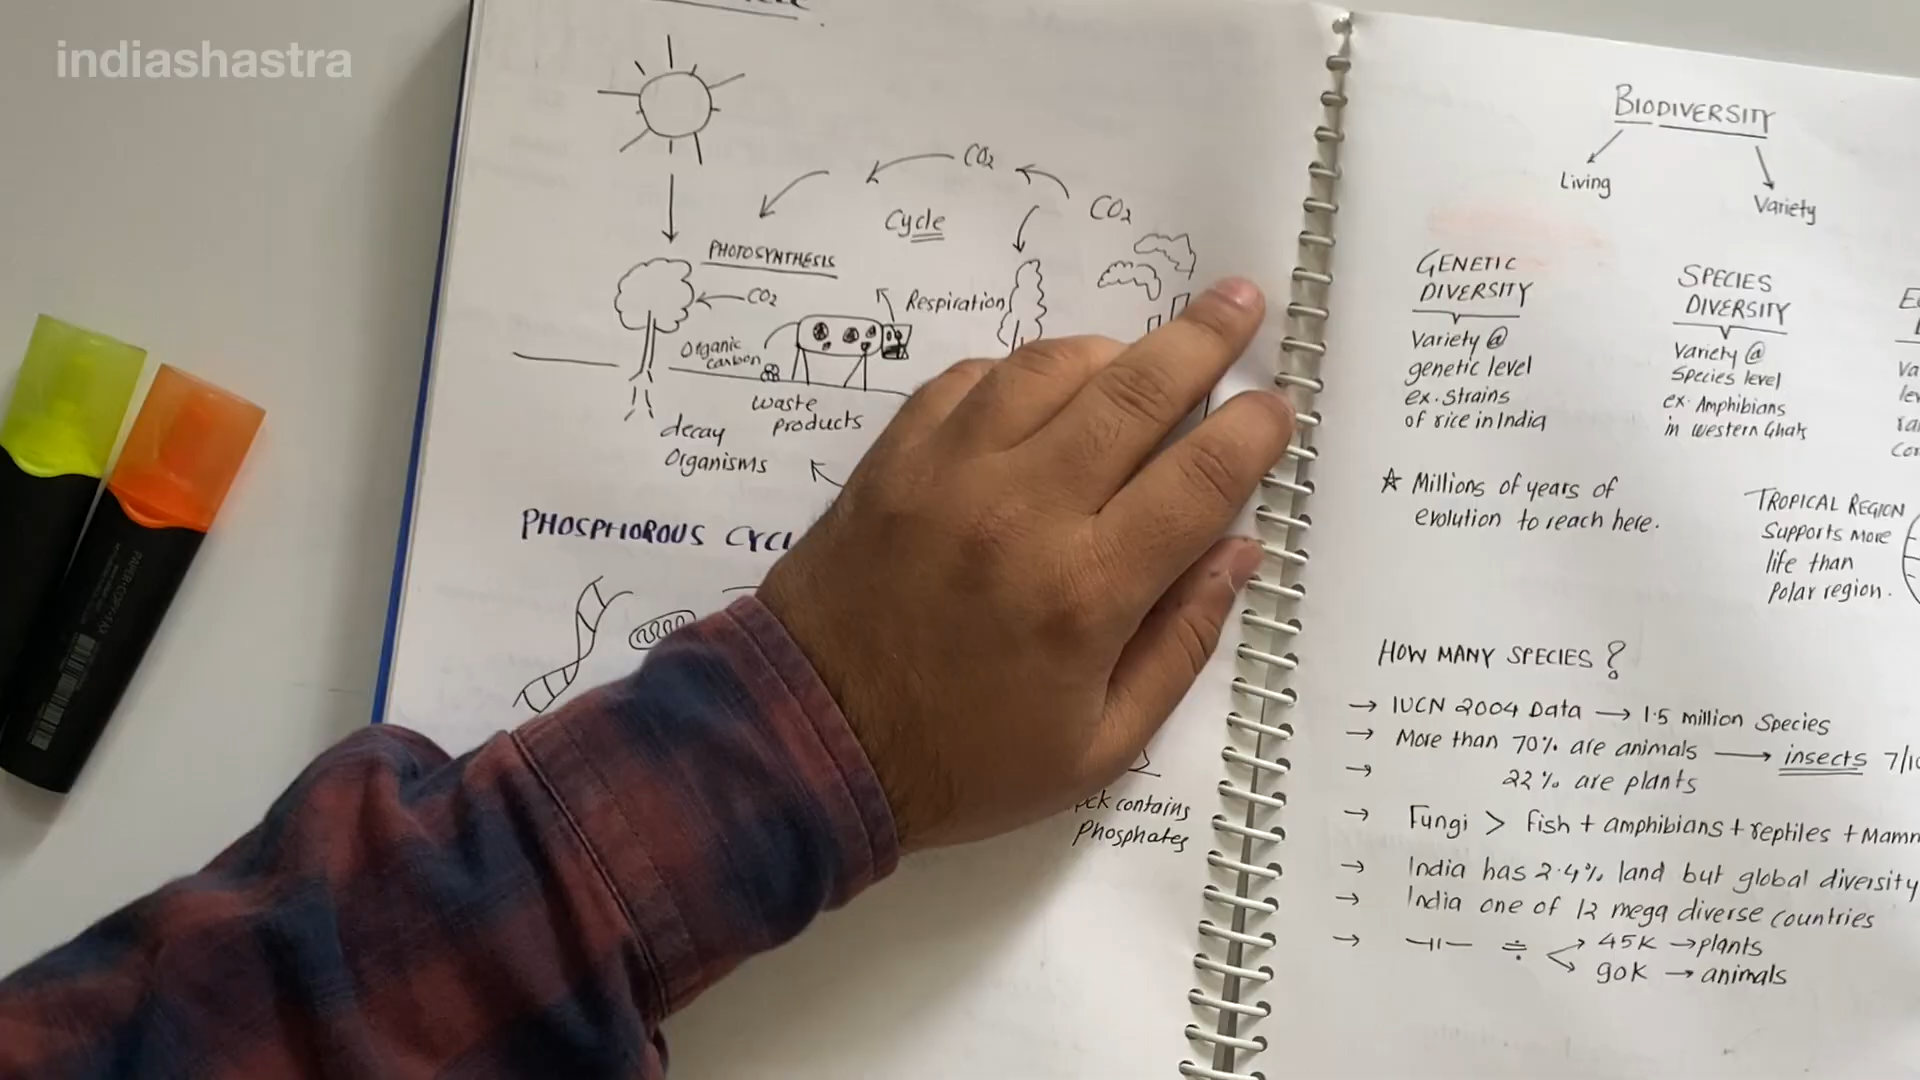 indiashastra
CO2
CO2
Cycle
PHOTOSYNTHESIS
CO2
Respiration
Organic
carbon
waste
products
decay
Organisms
PHOSPHOROUS
contains
Phosphates
BIODIVERSITY
Living
Variety
GENETIC
DIVERSITY
Variety @
genetic level
ex. Strains
of rice in India
SPECIES
DIVERSITY
Variety @
Species level
ex. Amphibians
in western Ghats
☆ Millions of years of
evolution to reach here.
TROPICAL REGION
Supports more
life than
Polar region.
HOW MANY SPECIES ?
→ IUCN 2004 Data → 1.5 million Species
→ More than 70% are animals → insects
→ 22% are plants
→ Fungi > fish + amphibians + reptiles +
→ India has 2.4% land but global diversity
→ India one of 12 mega diverse countries
→ 45K → plants
90K → animals